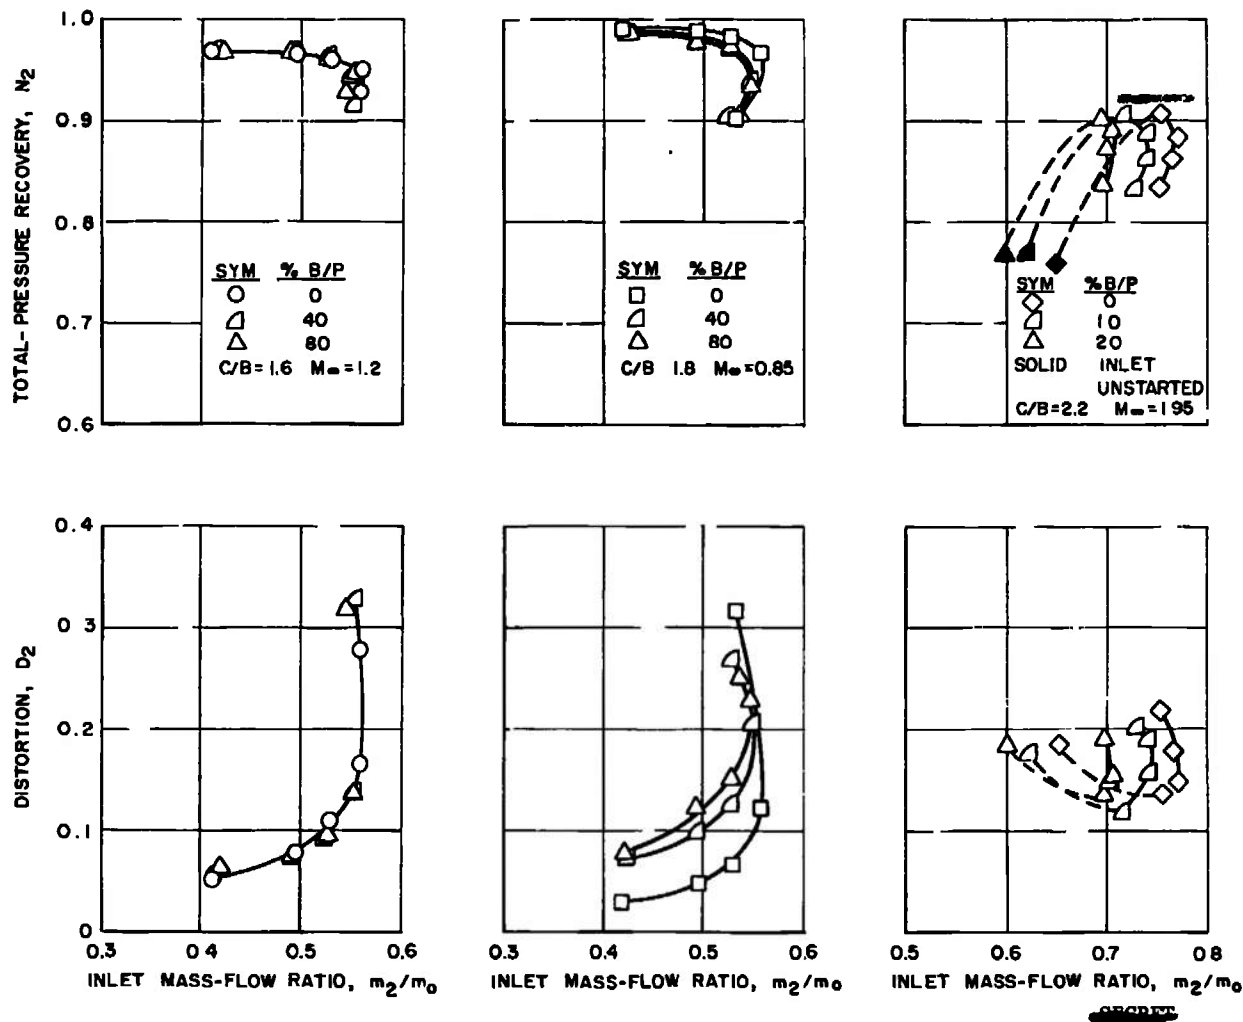 TOTAL-PRESSURE RECOVERY, N2
1.0
0.9
0.8
0.7
0.6
SYM % B/P
0
40
80
C/B=1.6 M∞=1.2
SYM % B/P
0
40
80
C/B 1.8 M∞=0.85
SYM %B/P
0
10
20
SOLID INLET
UNSTARTED
C/B=2.2 M∞=1 95
DISTORTION, D2
0.4
0 3
0.2
0.1
0
0.3 0.4 0.5 0.6
INLET MASS-FLOW RATIO, m2/mo
0.3 0.4 0.5 0.6
INLET MASS-FLOW RATIO, m2/mo
0.5 0.6 0.7 0 8
INLET MASS-FLOW RATIO, m2/mo
SECRET